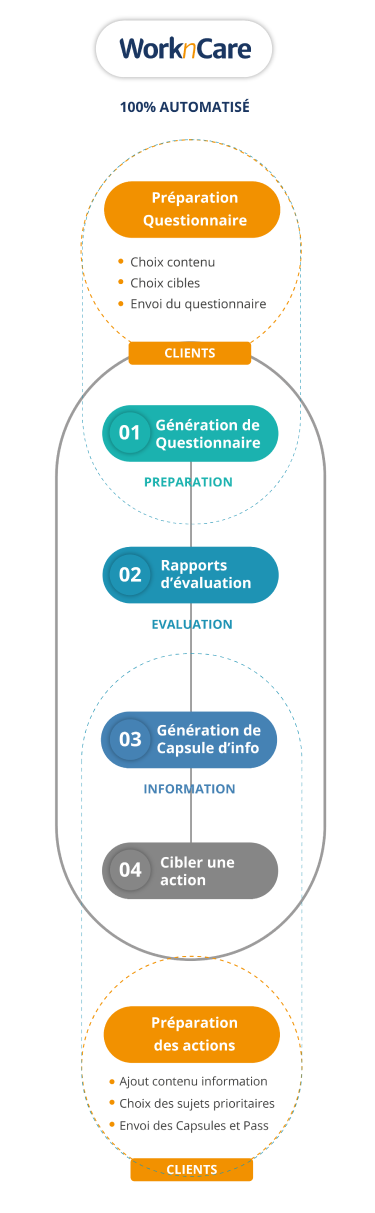 WorknCare
100% AUTOMATISÉ
Préparation
Questionnaire
Choix contenu
Choix cibles
Envoi du questionnaire
CLIENTS
01
Génération de
Questionnaire
PREPARATION
02
Rapports
d’évaluation
EVALUATION
03
Génération de
Capsule d’info
INFORMATION
04
Cibler une
action
Préparation
des actions
Ajout contenu information
Choix des sujets prioritaires
Envoi des Capsules et Pass
CLIENTS